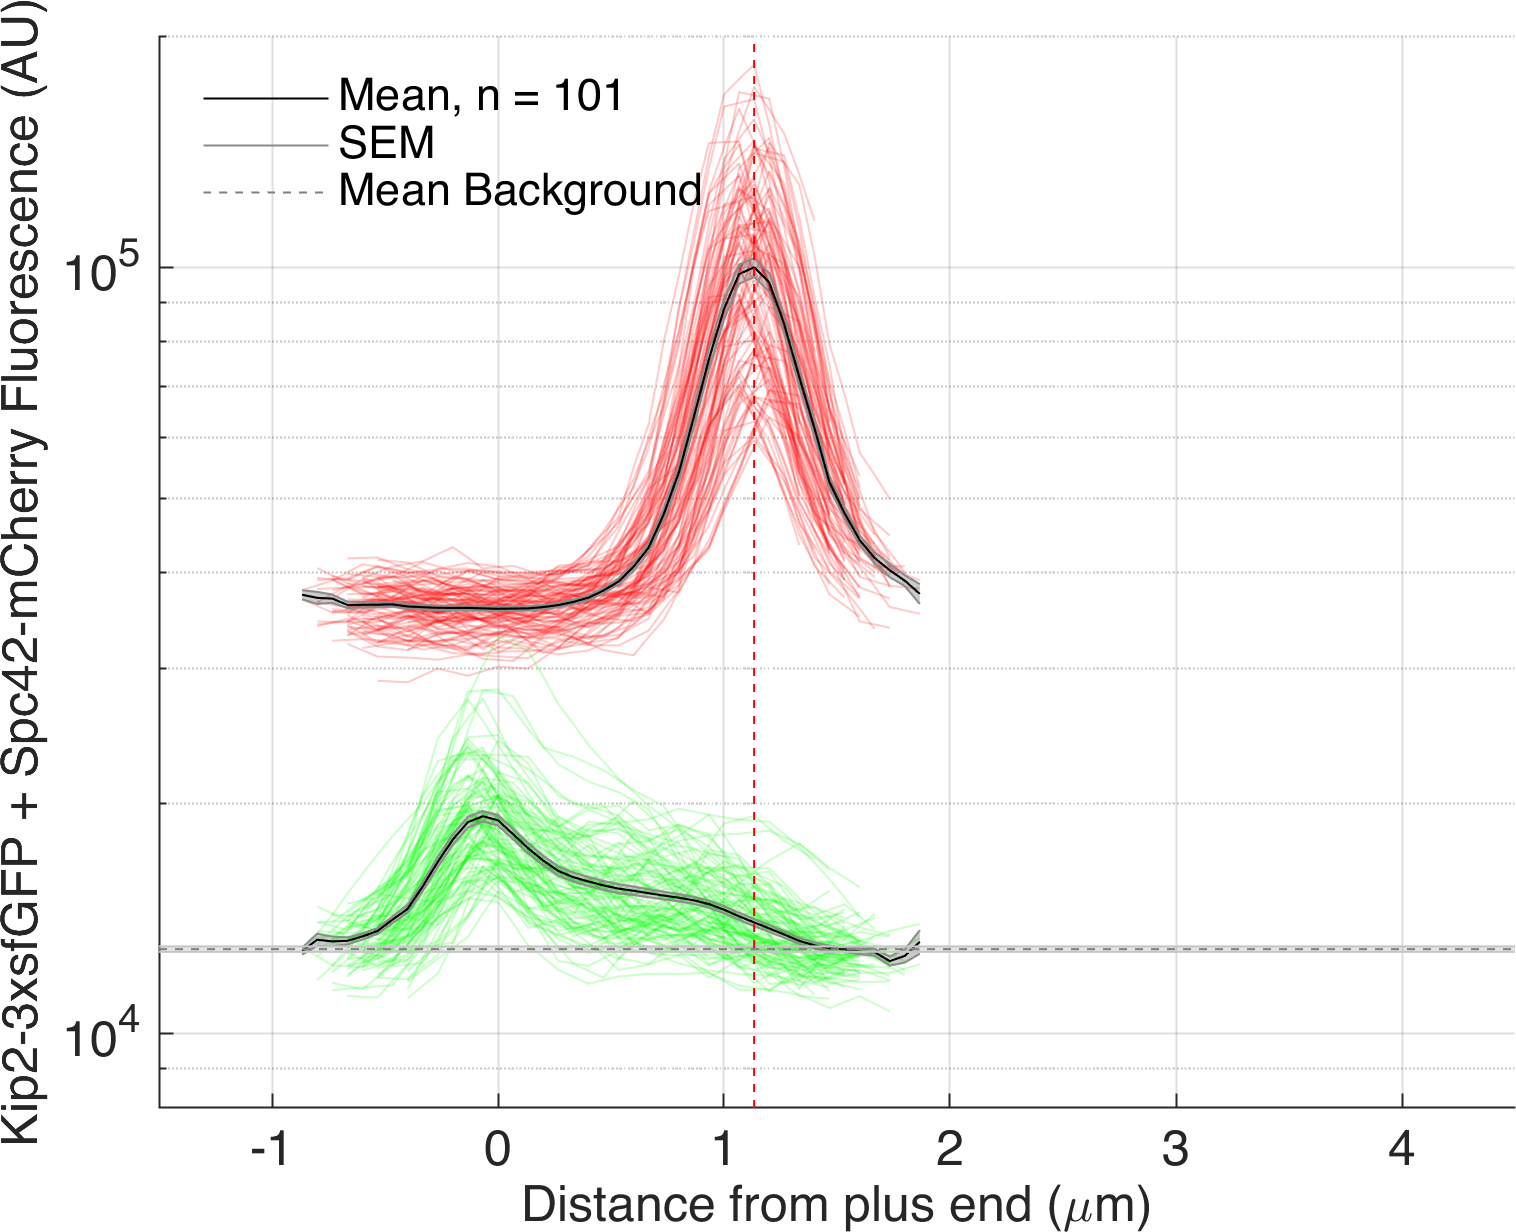 Kip2-3xsfGFP + Spc42-mCherry Fluorescence (AU)
Mean, n = 101
SEM
Mean Background
10^5
10^4
-1 0 1 2 3 4
Distance from plus end (μm)